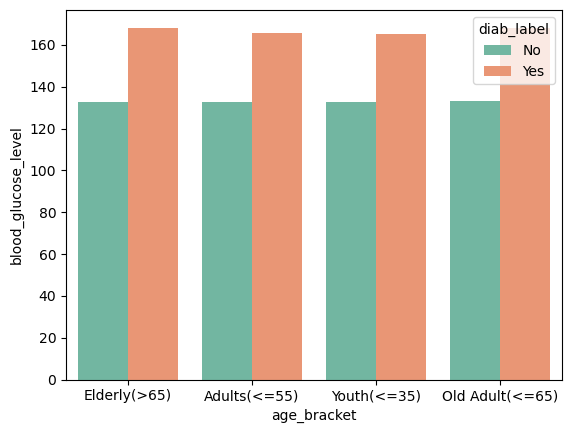 diab_label
No
Yes
160
140
120
100
80
60
40
20
0
blood_glucose_level
Elderly(>65)
Adults(<=55)
Youth(<=35)
Old Adult(<=65)
age_bracket